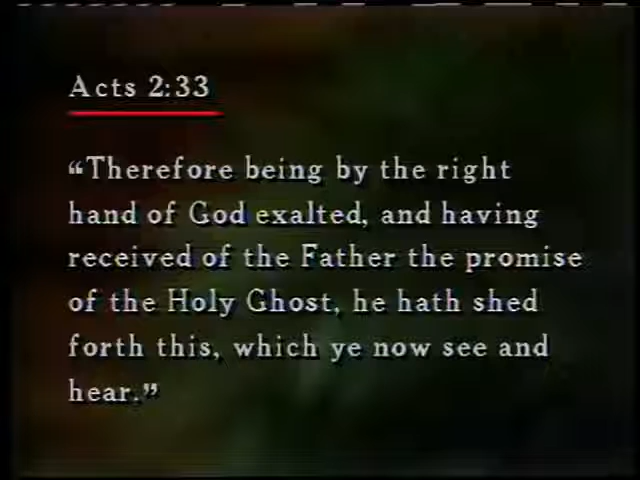 Acts 2:33
“Therefore being by the right
hand of God exalted, and having
received of the Father the promise
of the Holy Ghost, he hath shed
forth this, which ye now see and
hear.”